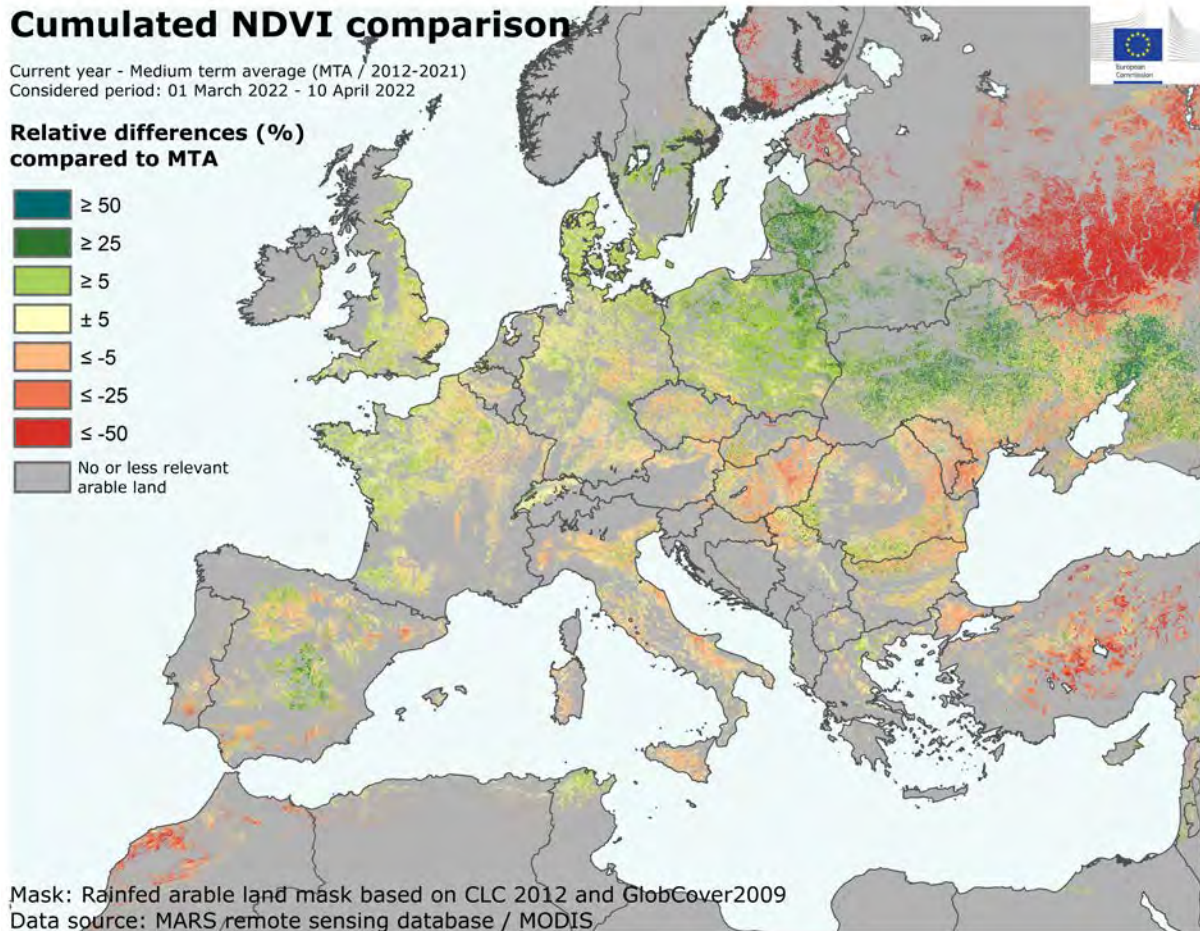 Cumulated NDVI comparison
Current year - Medium term average (MTA / 2012-2021)
Considered period: 01 March 2022 - 10 April 2022
Relative differences (%)
compared to MTA
≥ 50
≥ 25
≥ 5
± 5
≤ -5
≤ -25
≤ -50
No or less relevant
arable land
European
Commission
Mask: Rainfed arable land mask based on CLC 2012 and GlobCover2009
Data source: MARS remote sensing database / MODIS